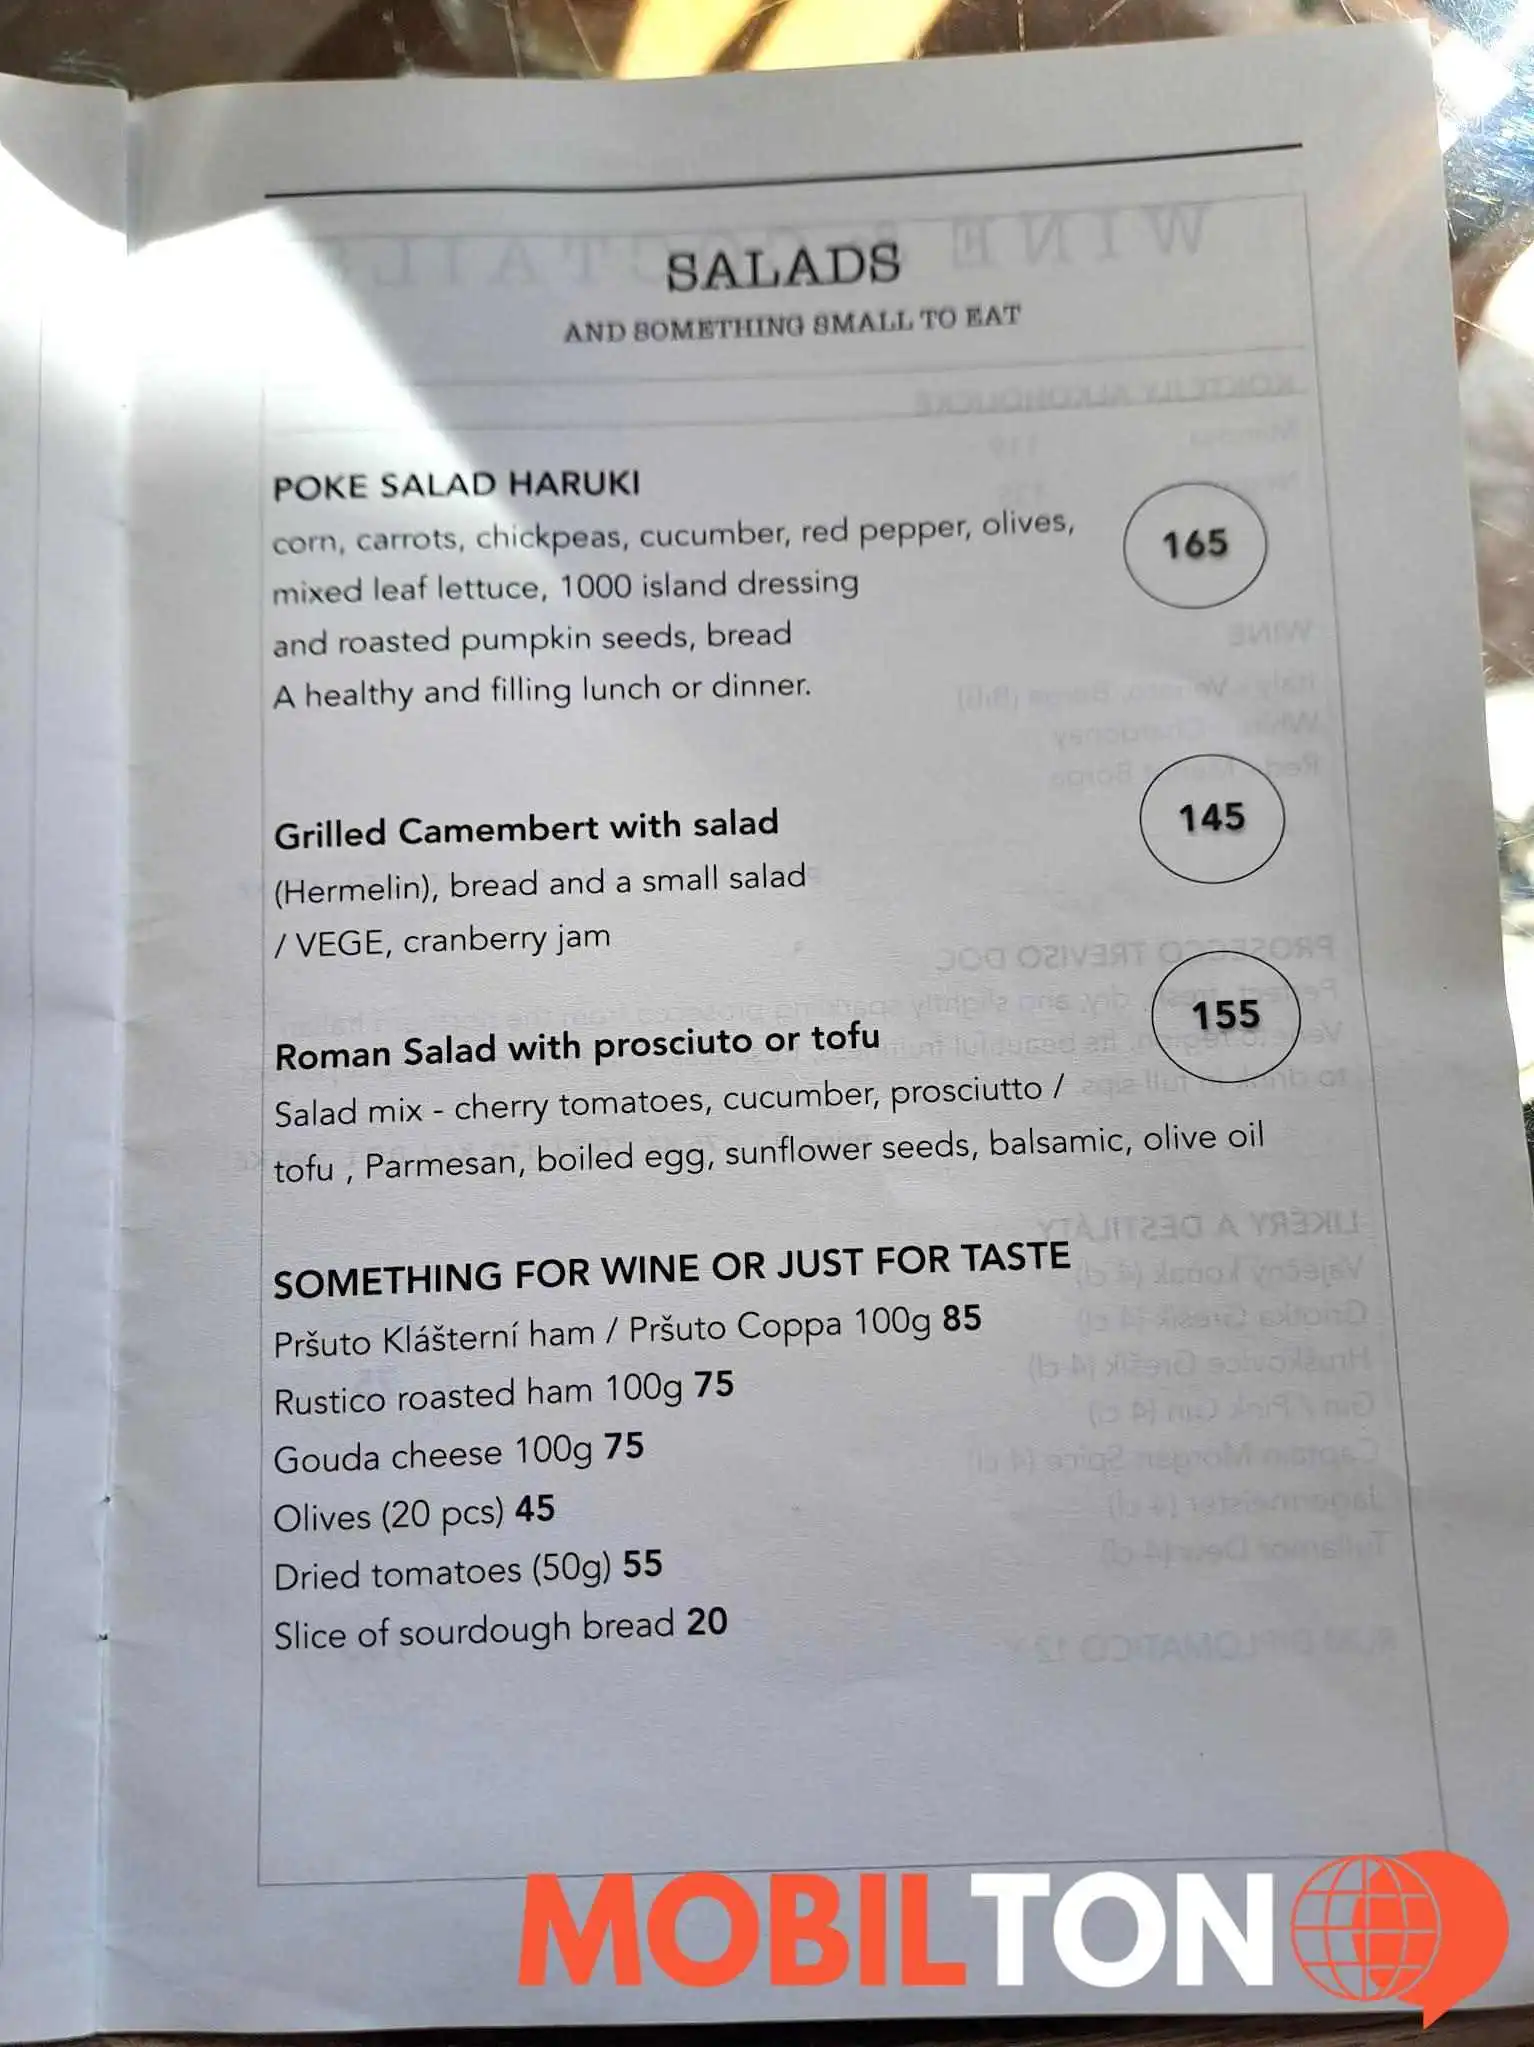 SALADS
AND SOMETHING SMALL TO EAT
POKE SALAD HARUKI
corn, carrots, chickpeas, cucumber, red pepper, olives,
mixed leaf lettuce, 1000 island dressing
and roasted pumpkin seeds, bread
A healthy and filling lunch or dinner.
165
Grilled Camembert with salad
(Hermelin), bread and a small salad
/ VEGE, cranberry jam
145
Roman Salad with prosciuto or tofu
Salad mix - cherry tomatoes, cucumber, prosciutto /
tofu , Parmesan, boiled egg, sunflower seeds, balsamic, olive oil
155
SOMETHING FOR WINE OR JUST FOR TASTE
Pršuto Klášterní ham / Pršuto Coppa 100g 85
Rustico roasted ham 100g 75
Gouda cheese 100g 75
Olives (20 pcs) 45
Dried tomatoes (50g) 55
Slice of sourdough bread 20
MOBILTON